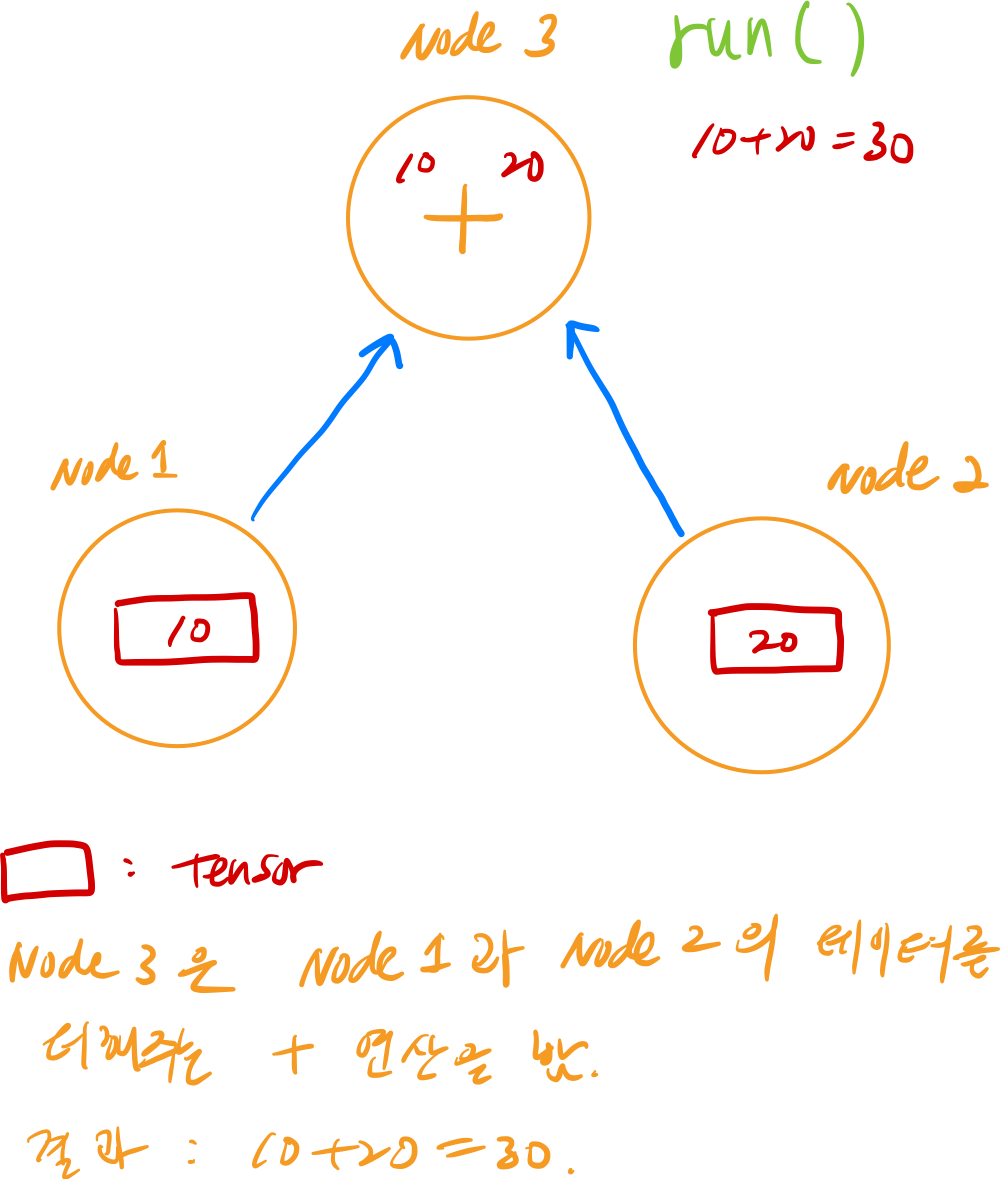 Node 3 run()
10+20=30
10 20
+
Node 1
Node 2
10
20
: tensor
Node 3 은 Node 1 과 Node 2 의 데이터를
더해주는 + 연산을 함.
결과 : 10+20=30.